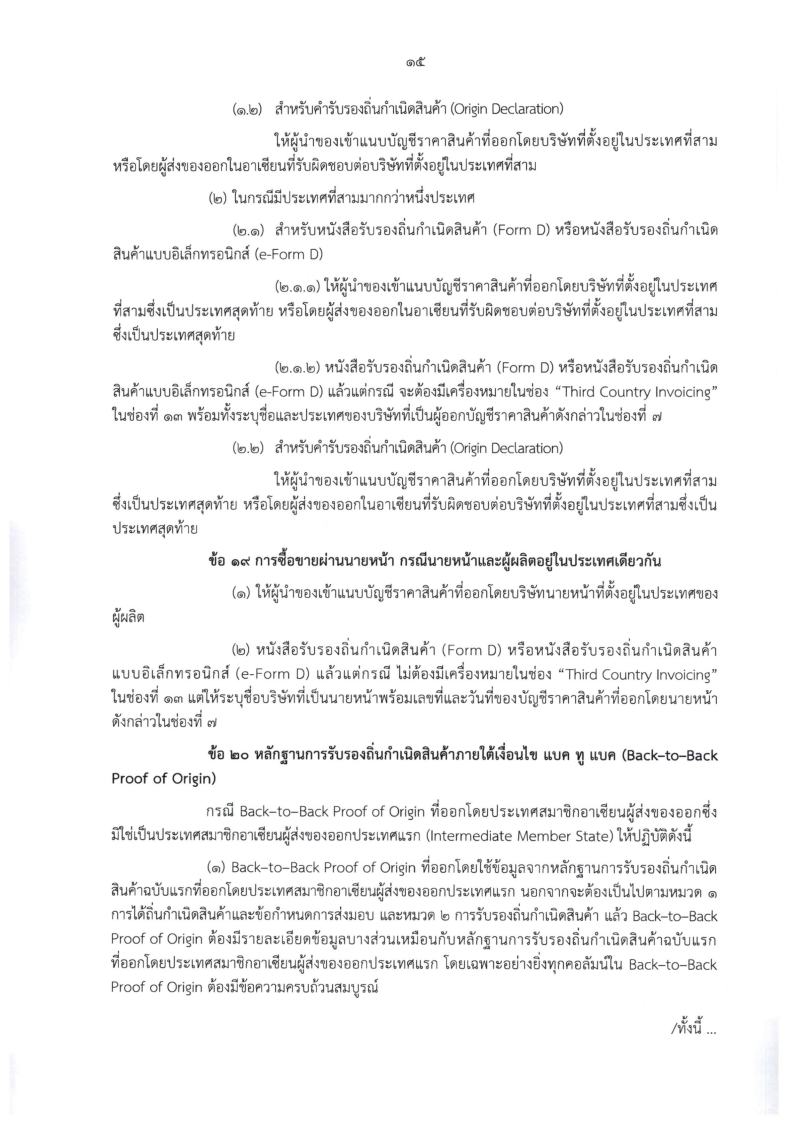 ๑๕
(๑.๒) สำหรับคำรับรองถิ่นกำเนิดสินค้า (Origin Declaration)
ให้ผู้นำของเข้าแนบบัญชีราคาสินค้าที่ออกโดยบริษัทที่ตั้งอยู่ในประเทศที่สาม
หรือโดยผู้ส่งของออกในอาเซียนที่รับผิดชอบต่อบริษัทที่ตั้งอยู่ในประเทศที่สาม
(๒) ในกรณีมีประเทศที่สามมากกว่าหนึ่งประเทศ
(๒.๑) สำหรับหนังสือรับรองถิ่นกำเนิดสินค้า (Form D) หรือหนังสือรับรองถิ่นกำเนิด
สินค้าแบบอิเล็กทรอนิกส์ (e-Form D)
(๒.๑.๑) ให้ผู้นำของเข้าแนบบัญชีราคาสินค้าที่ออกโดยบริษัทที่ตั้งอยู่ในประเทศ
ที่สามซึ่งเป็นประเทศสุดท้าย หรือโดยผู้ส่งของออกในอาเซียนที่รับผิดชอบต่อบริษัทที่ตั้งอยู่ในประเทศที่สาม
ซึ่งเป็นประเทศสุดท้าย
(๒.๑.๒) หนังสือรับรองถิ่นกำเนิดสินค้า (Form D) หรือหนังสือรับรองถิ่นกำเนิด
สินค้าแบบอิเล็กทรอนิกส์ (e-Form D) แล้วแต่กรณี จะต้องมีเครื่องหมายในช่อง “Third Country Invoicing”
ในช่องที่ ๑๓ พร้อมทั้งระบุชื่อและประเทศของบริษัทที่เป็นผู้ออกบัญชีราคาสินค้าดังกล่าวในช่องที่ ๗
(๒.๒) สำหรับคำรับรองถิ่นกำเนิดสินค้า (Origin Declaration)
ให้ผู้นำของเข้าแนบบัญชีราคาสินค้าที่ออกโดยบริษัทที่ตั้งอยู่ในประเทศที่สาม
ซึ่งเป็นประเทศสุดท้าย หรือโดยผู้ส่งของออกในอาเซียนที่รับผิดชอบต่อบริษัทที่ตั้งอยู่ในประเทศที่สามซึ่งเป็น
ประเทศสุดท้าย
ข้อ ๑๙ การซื้อขายผ่านนายหน้า กรณีนายหน้าและผู้ผลิตอยู่ในประเทศเดียวกัน
(๑) ให้ผู้นำของเข้าแนบบัญชีราคาสินค้าที่ออกโดยบริษัทนายหน้าที่ตั้งอยู่ในประเทศของ
ผู้ผลิต
(๒) หนังสือรับรองถิ่นกำเนิดสินค้า (Form D) หรือหนังสือรับรองถิ่นกำเนิดสินค้า
แบบอิเล็กทรอนิกส์ (e-Form D) แล้วแต่กรณี ไม่ต้องมีเครื่องหมายในช่อง “Third Country Invoicing”
ในช่องที่ ๑๓ แต่ให้ระบุชื่อบริษัทที่เป็นนายหน้าพร้อมเลขที่และวันที่ของบัญชีราคาสินค้าที่ออกโดยนายหน้า
ดังกล่าวในช่องที่ ๗
ข้อ ๒๐ หลักฐานการรับรองถิ่นกำเนิดสินค้าภายใต้เงื่อนไข แบค ทู แบค (Back–to–Back
Proof of Origin)
กรณี Back–to–Back Proof of Origin ที่ออกโดยประเทศสมาชิกอาเซียนผู้ส่งของออกซึ่ง
มิใช่เป็นประเทศสมาชิกอาเซียนผู้ส่งของออกประเทศแรก (Intermediate Member State) ให้ปฏิบัติดังนี้
(๑) Back–to–Back Proof of Origin ที่ออกโดยใช้ข้อมูลจากหลักฐานการรับรองถิ่นกำเนิด
สินค้าฉบับแรกที่ออกโดยประเทศสมาชิกอาเซียนผู้ส่งของออกประเทศแรก นอกจากจะต้องเป็นไปตามหมวด ๑
การได้ถิ่นกำเนิดสินค้าและข้อกำหนดการส่งมอบ และหมวด ๒ การรับรองถิ่นกำเนิดสินค้า แล้ว Back–to–Back
Proof of Origin ต้องมีรายละเอียดข้อมูลบางส่วนเหมือนกับหลักฐานการรับรองถิ่นกำเนิดสินค้าฉบับแรก
ที่ออกโดยประเทศสมาชิกอาเซียนผู้ส่งของออกประเทศแรก โดยเฉพาะอย่างยิ่งทุกคอลัมน์ใน Back–to–Back
Proof of Origin ต้องมีข้อความครบถ้วนสมบูรณ์
/ทั้งนี้ ...